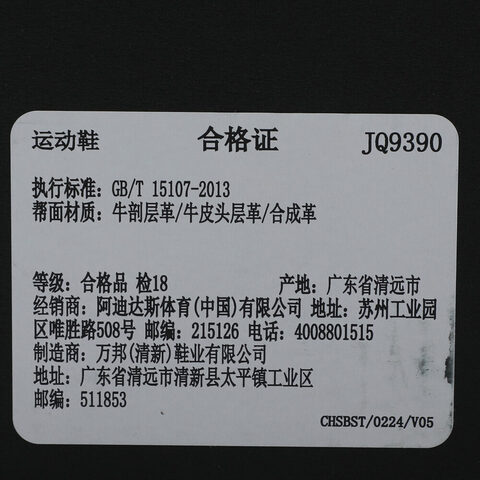 运动鞋 合格证 JQ9390
执行标准: GB/T 15107-2013
帮面材质: 牛剖层革/牛皮头层革/合成革
等级: 合格品 检18 产地: 广东省清远市
经销商: 阿迪达斯体育(中国)有限公司 地址: 苏州工业园
区唯胜路508号 邮编: 215126 电话: 4008801515
制造商: 万邦(清新)鞋业有限公司
地址: 广东省清远市清新县太平镇工业区
邮编: 511853
CHSBST/0224/V05